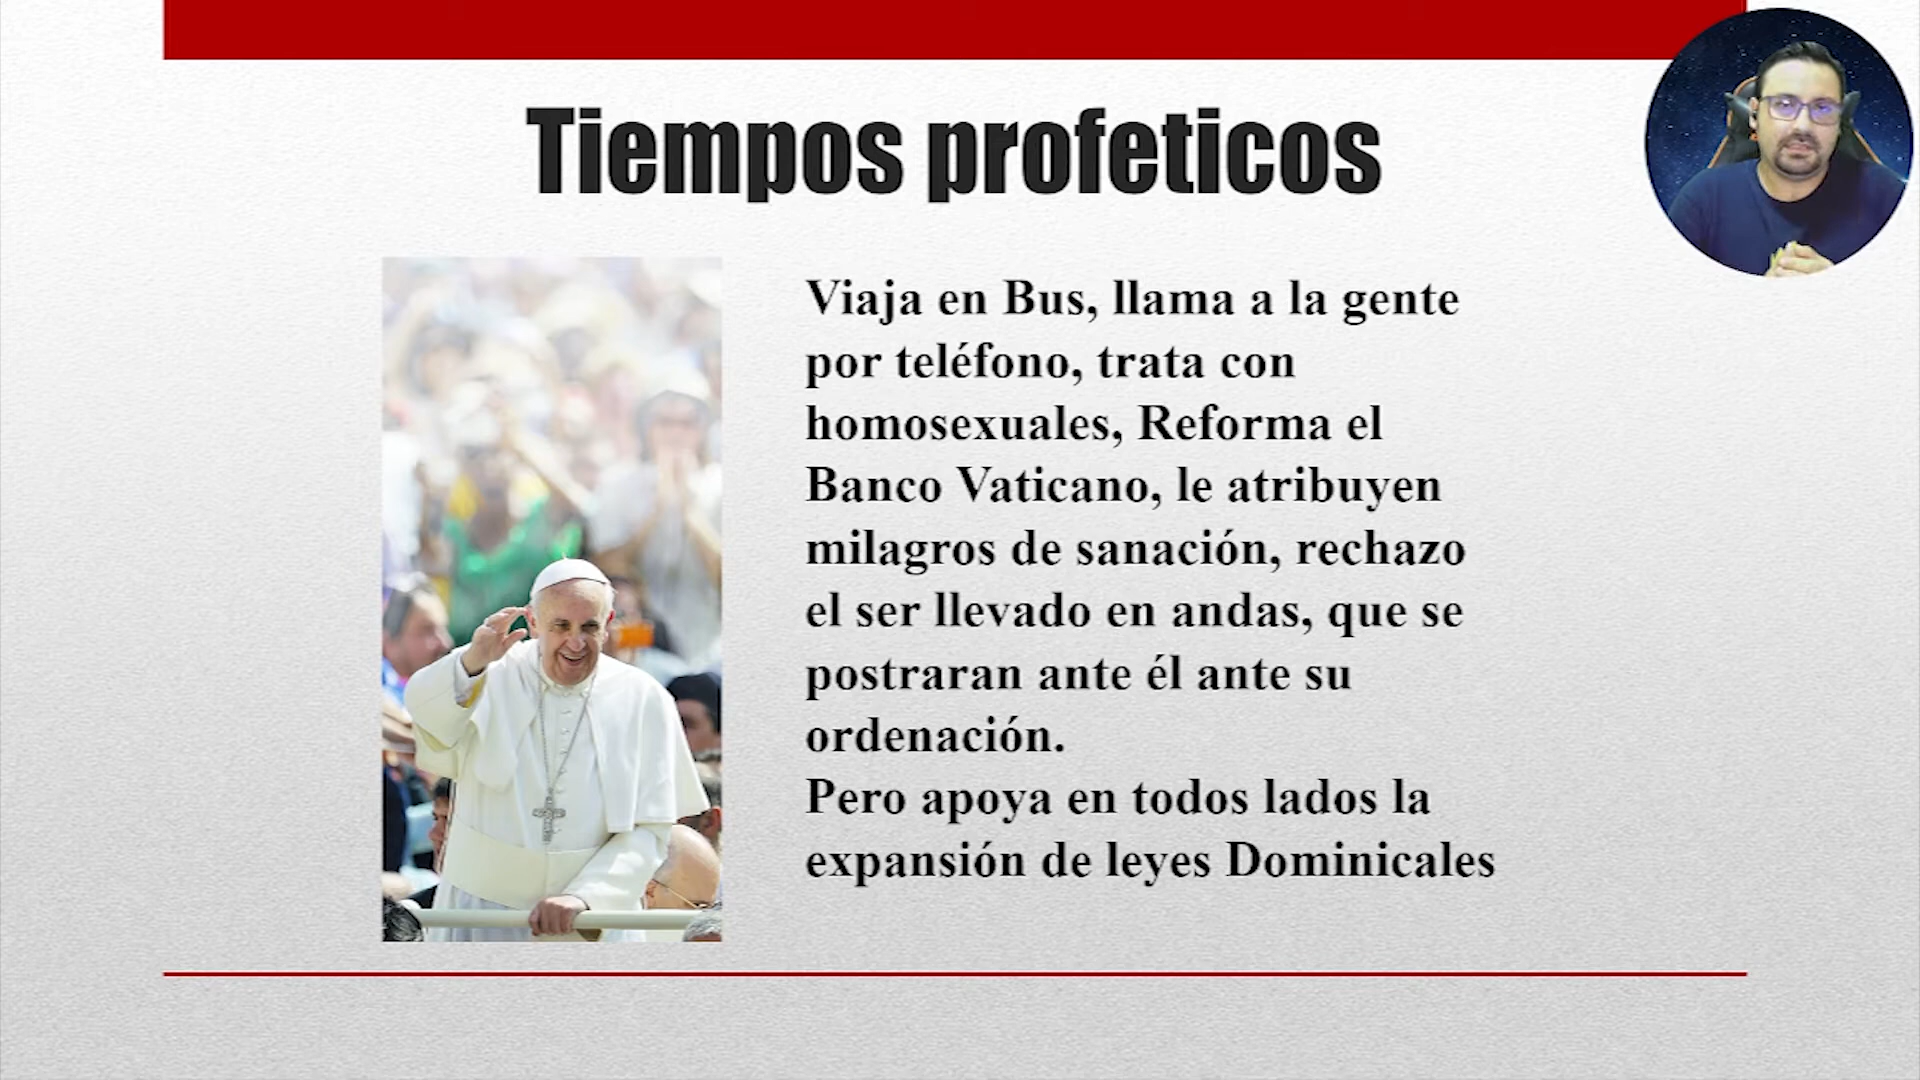 Tiempos profeticos
Viaja en Bus, llama a la gente
por teléfono, trata con
homosexuales, Reforma el
Banco Vaticano, le atribuyen
milagros de sanación, rechazo
el ser llevado en andas, que se
postraran ante él ante su
ordenación.
Pero apoya en todos lados la
expansión de leyes Dominicales